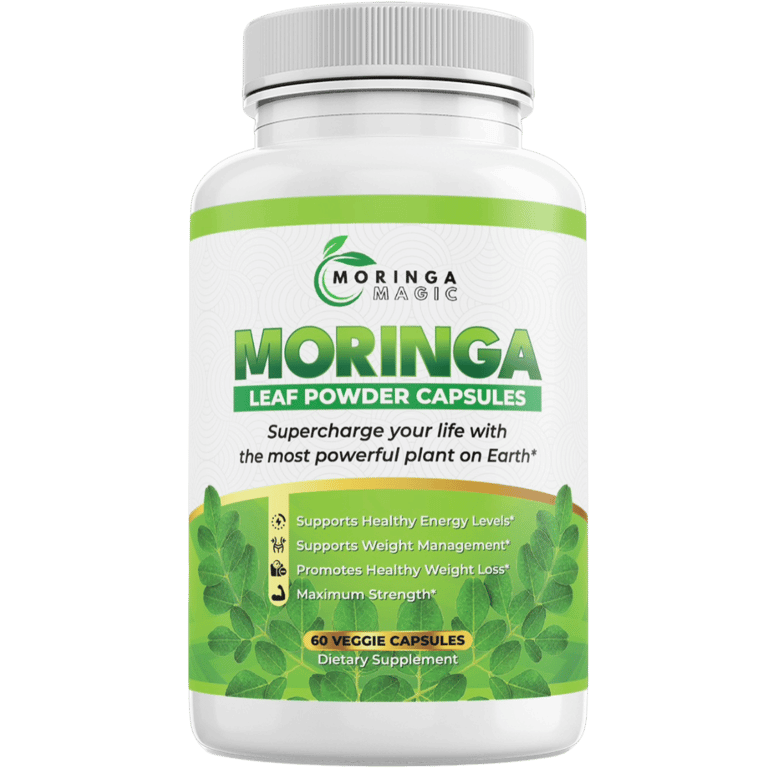 MORINGA
MAGIC
MORINGA
LEAF POWDER CAPSULES
Supercharge your life with
the most powerful plant on Earth*
Supports Healthy Energy Levels*
Supports Weight Management*
Promotes Healthy Weight Loss*
Maximum Strength*
60 VEGGIE CAPSULES
Dietary Supplement